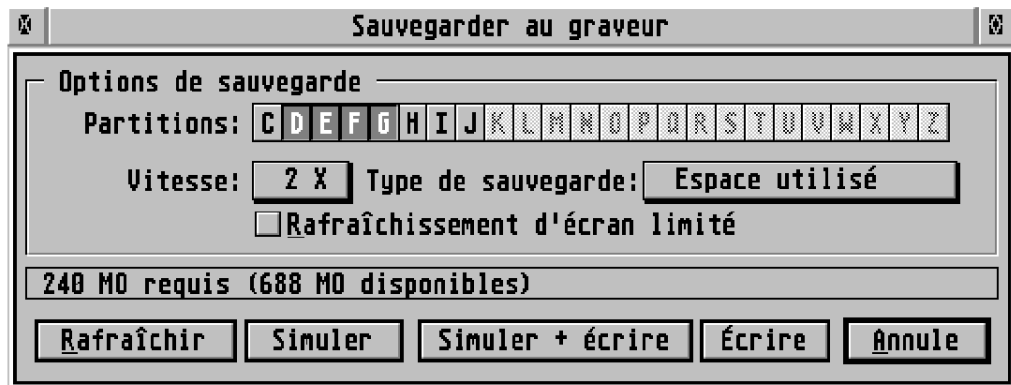 Sauvegarder au graveur
Options de sauvegarde
Partitions: C D E F G H I J K L M N O P Q R S T U V W X Y Z
Vitesse: 2 X Type de sauvegarde: Espace utilisé
Rafraîchissement d'écran limité
240 MO requis (688 MO disponibles)
Rafraîchir Simuler Simuler + écrire Écrire Annule